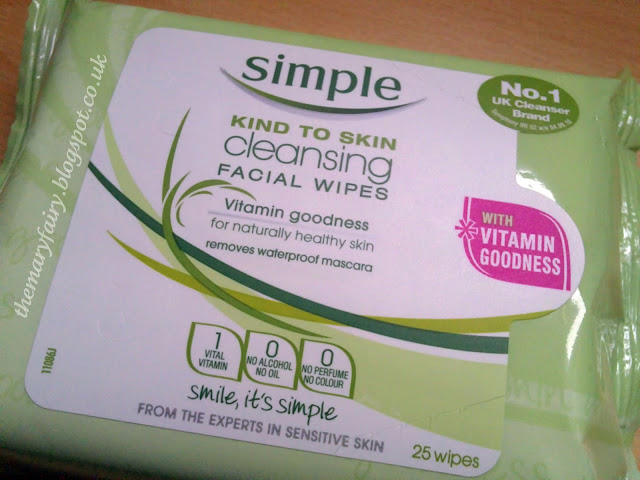 simple
KIND TO SKIN
cleansing
FACIAL WIPES
Vitamin goodness
for naturally healthy skin
removes waterproof mascara
No.1
UK Cleanser
Brand
WITH
VITAMIN
GOODNESS
1
VITAL
VITAMIN
0
NO ALCOHOL
NO OIL
0
NO PERFUME
NO COLOUR
smile, it's simple
FROM THE EXPERTS IN SENSITIVE SKIN
25 wipes
11086J
themaryfairy.blogspot.co.uk